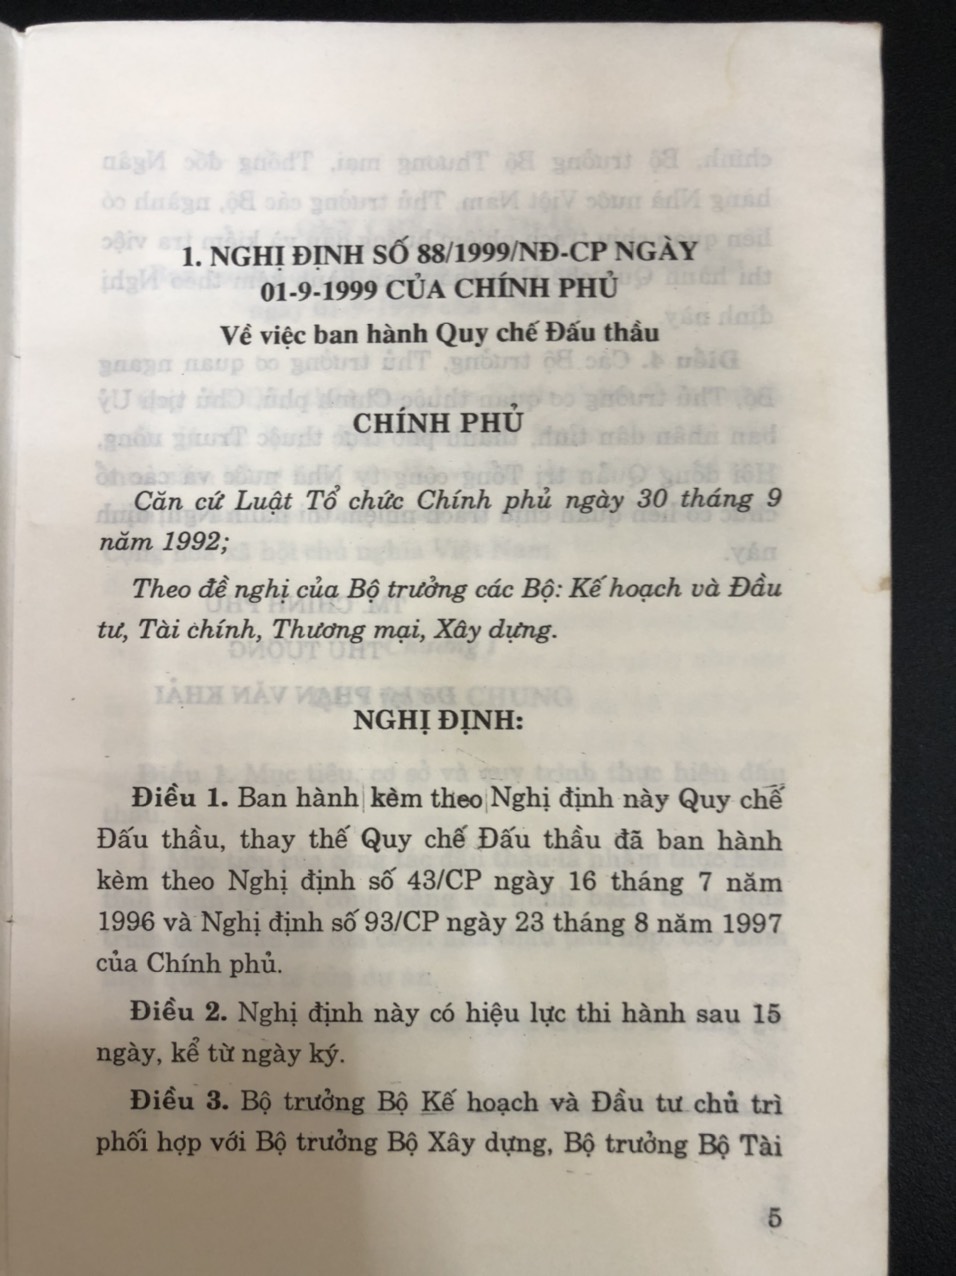 1. NGHỊ ĐỊNH SỐ 88/1999/NĐ-CP NGÀY
01-9-1999 CỦA CHÍNH PHỦ
Về việc ban hành Quy chế Đấu thầu
CHÍNH PHỦ
Căn cứ Luật Tổ chức Chính phủ ngày 30 tháng 9
năm 1992;
Theo đề nghị của Bộ trưởng các Bộ: Kế hoạch và Đầu
tư, Tài chính, Thương mại, Xây dựng.
NGHỊ ĐỊNH:
Điều 1. Ban hành kèm theo Nghị định này Quy chế
Đấu thầu, thay thế Quy chế Đấu thầu đã ban hành
kèm theo Nghị định số 43/CP ngày 16 tháng 7 năm
1996 và Nghị định số 93/CP ngày 23 tháng 8 năm 1997
của Chính phủ.
Điều 2. Nghị định này có hiệu lực thi hành sau 15
ngày, kể từ ngày ký.
Điều 3. Bộ trưởng Bộ Kế hoạch và Đầu tư chủ trì
phối hợp với Bộ trưởng Bộ Xây dựng, Bộ trưởng Bộ Tài
5